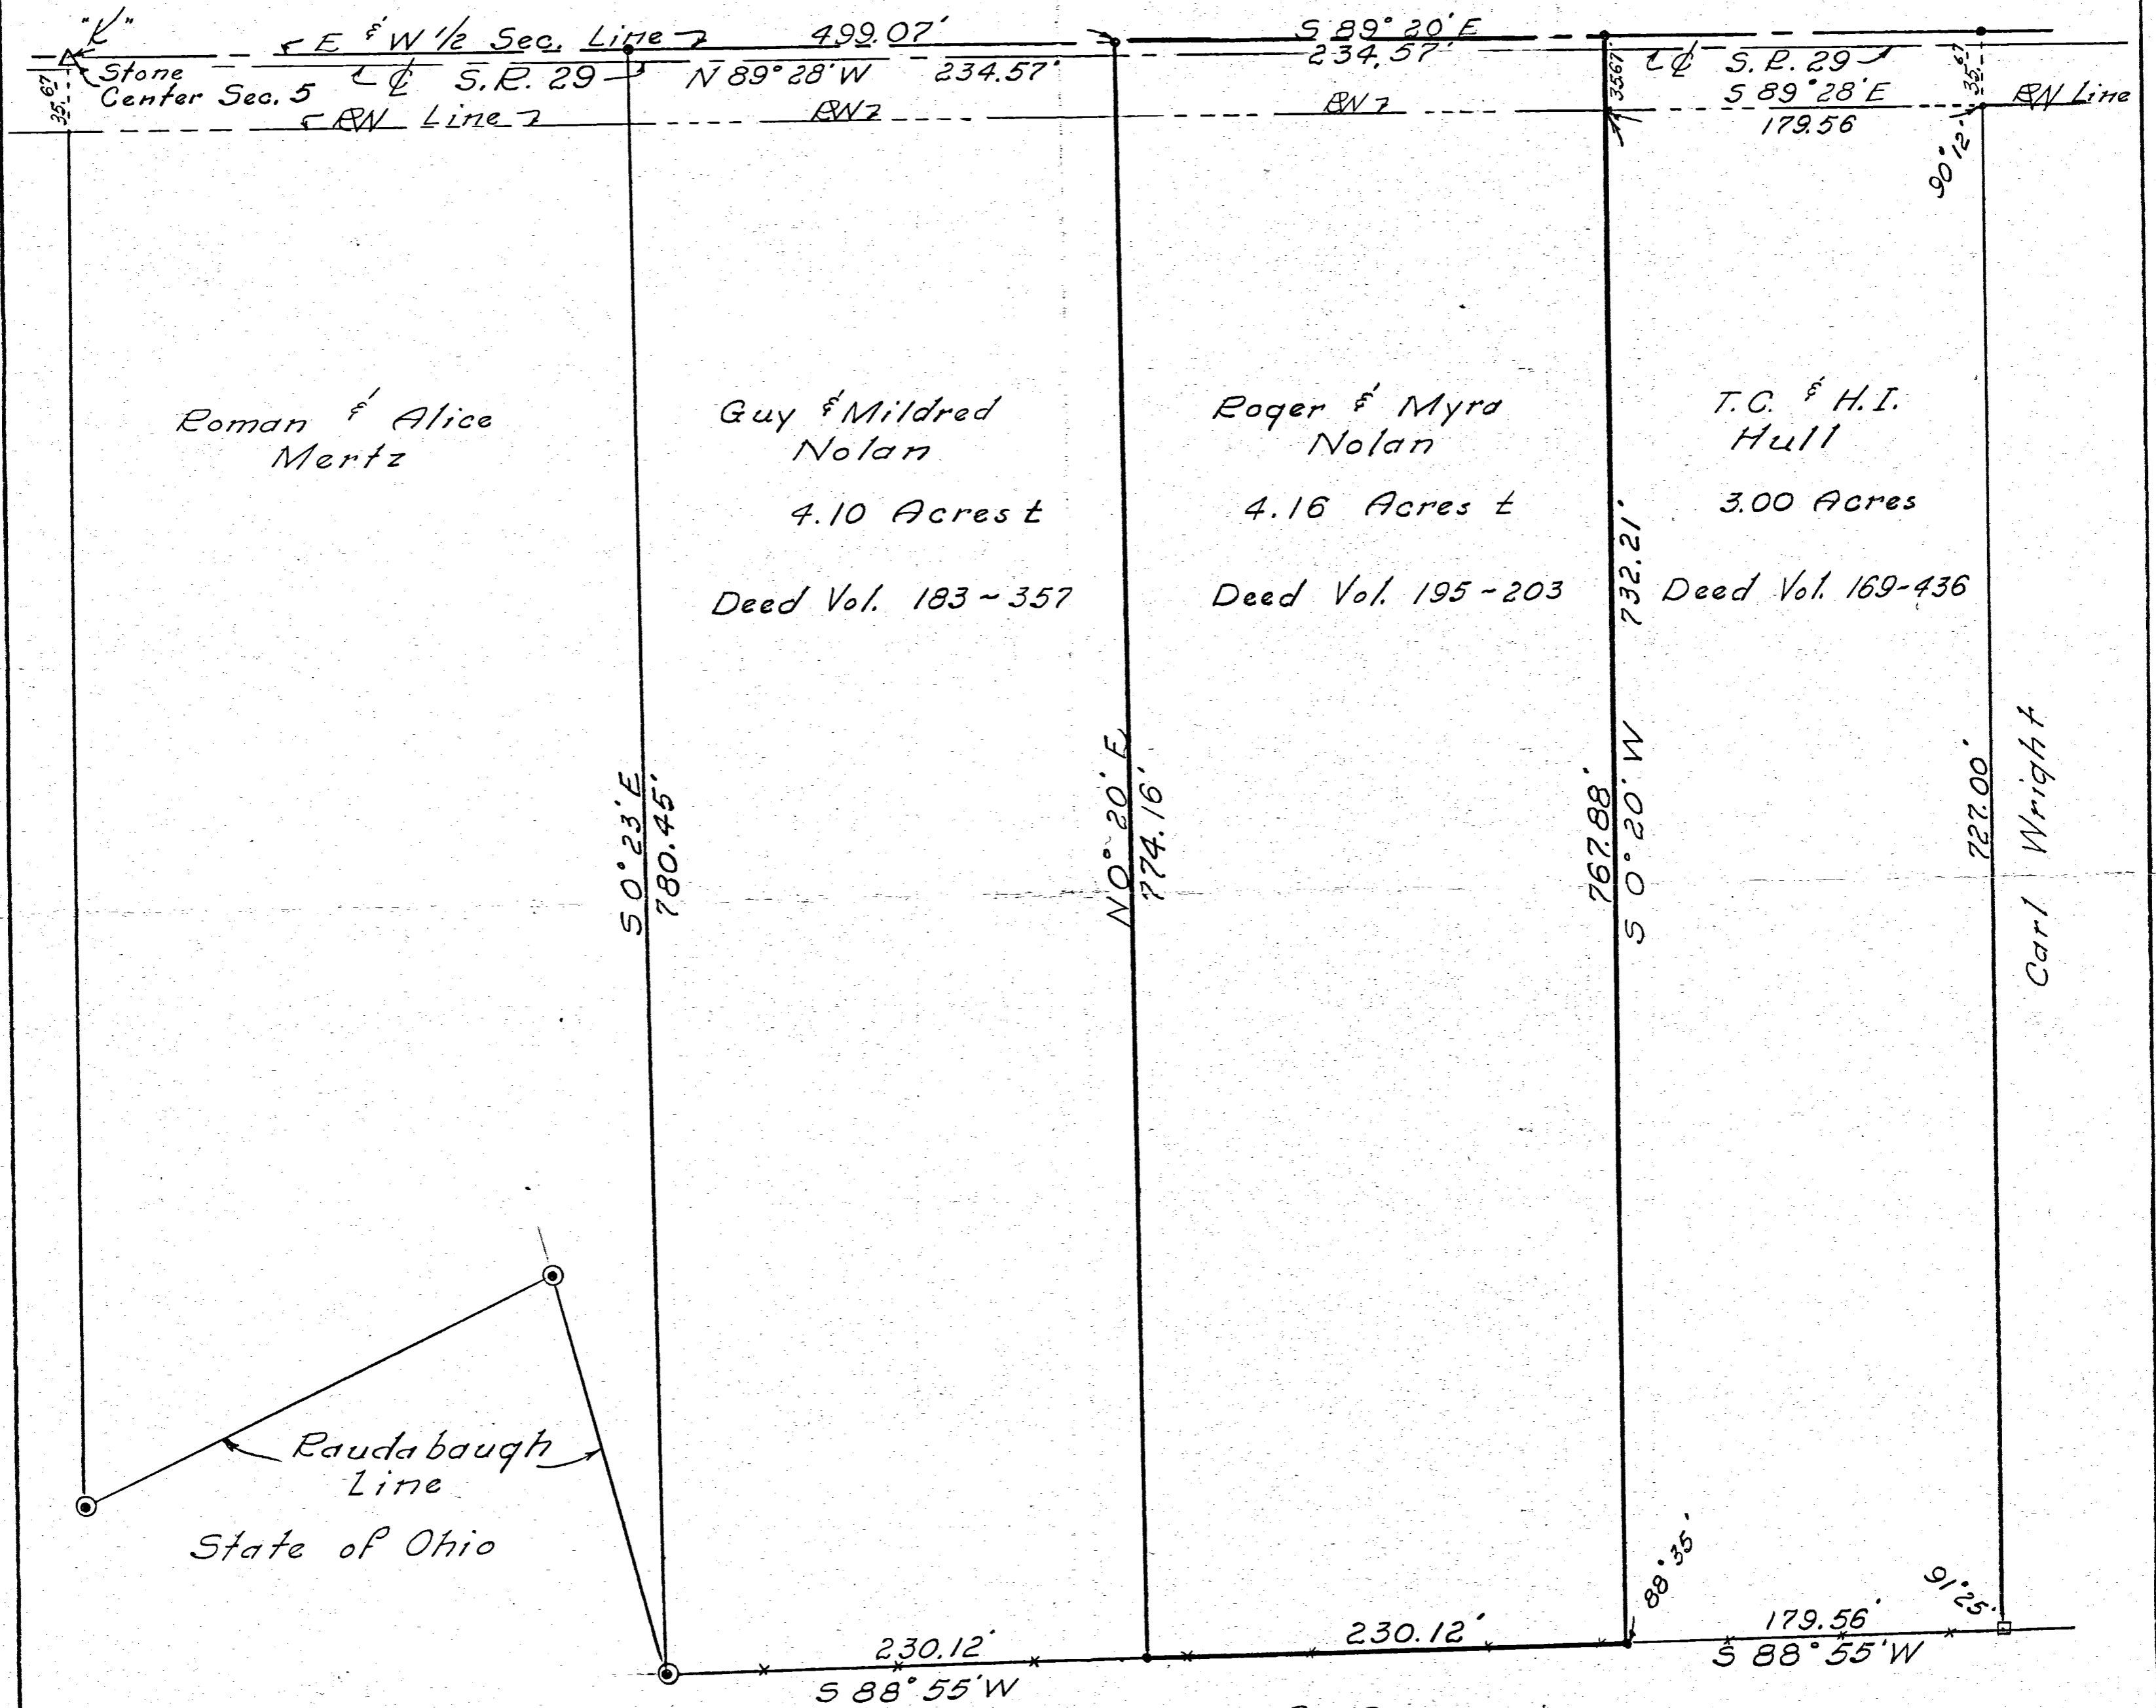 "K"
E & W 1/2 Sec. Line
499.07'
S 89° 20' E
234.57'
Stone
Center Sec. 5
35.67
℄ S.R. 29
N 89° 28' W
234.57'
35.67
℄ S.R. 29
35.67
S 89° 28' E
179.56
R/W Line
R/W
R/W
R/W Line
90° 12'
Roman & Alice
Mertz
Guy & Mildred
Nolan
4.10 Acres ±
Deed Vol. 183 ~ 357
Roger & Myra
Nolan
4.16 Acres ±
Deed Vol. 195 ~ 203
T.C. & H.I.
Hull
3.00 Acres
Deed Vol. 169-436
732.21'
S 0° 23' E
780.45'
N 0° 20' E
774.16'
767.88'
S 0° 20' W
727.00'
Carl Wright
Raudabaugh
Line
State of Ohio
88° 35'
91° 25'
230.12'
S 88° 55' W
230.12'
179.56'
S 88° 55' W